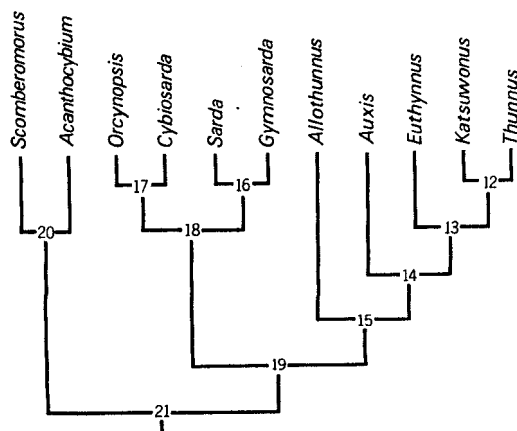 Scomberomorus
Acanthocybium
Orcynopsis
Cybiosarda
Sarda
Gymnosarda
Allothunnus
Auxis
Euthynnus
Katsuwonus
Thunnus
17
16
12
20
18
13
14
15
19
21